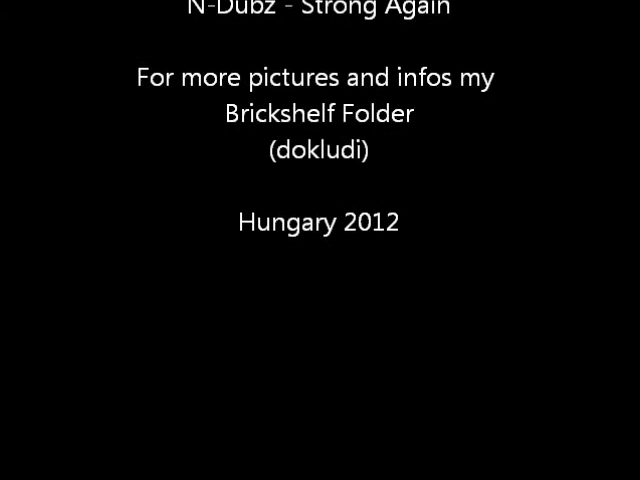 N-Dubz - Strong Again
For more pictures and infos my
Brickshelf Folder
(dokludi)
Hungary 2012